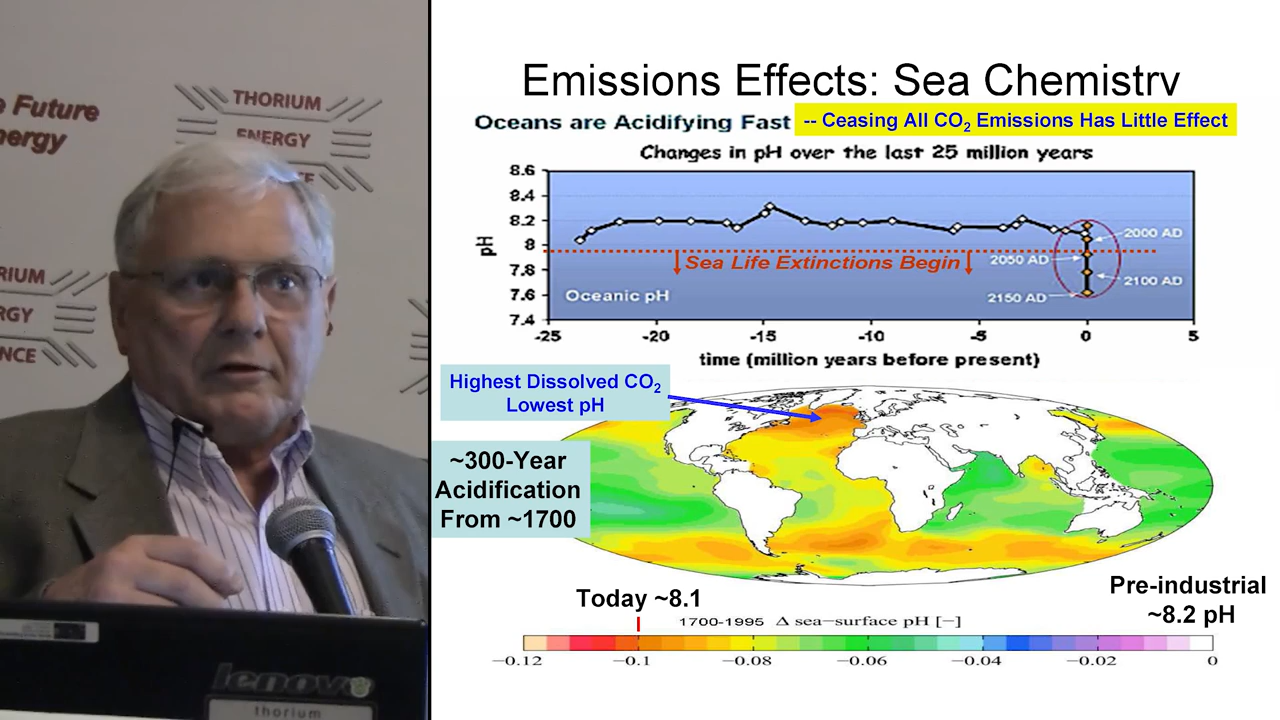 e Future
nergy
THORIUM
ENERGY
CE
RIUM
RGY
NCE
lenovo
thorium
Emissions Effects: Sea Chemistry
Oceans are Acidifying Fast
-- Ceasing All CO₂ Emissions Has Little Effect
Changes in pH over the last 25 million years
8.6
8.4
8.2
8
7.8
7.6
7.4
pH
2000 AD
2050 AD
2100 AD
2150 AD
Sea Life Extinctions Begin
Oceanic pH
-25
-20
-15
-10
-5
0
5
time (million years before present)
Highest Dissolved CO₂
Lowest pH
~300-Year
Acidification
From ~1700
Today ~8.1
Pre-industrial
~8.2 pH
1700-1995 Δ sea-surface pH [-]
−0.12
−0.1
−0.08
−0.06
−0.04
−0.02
0